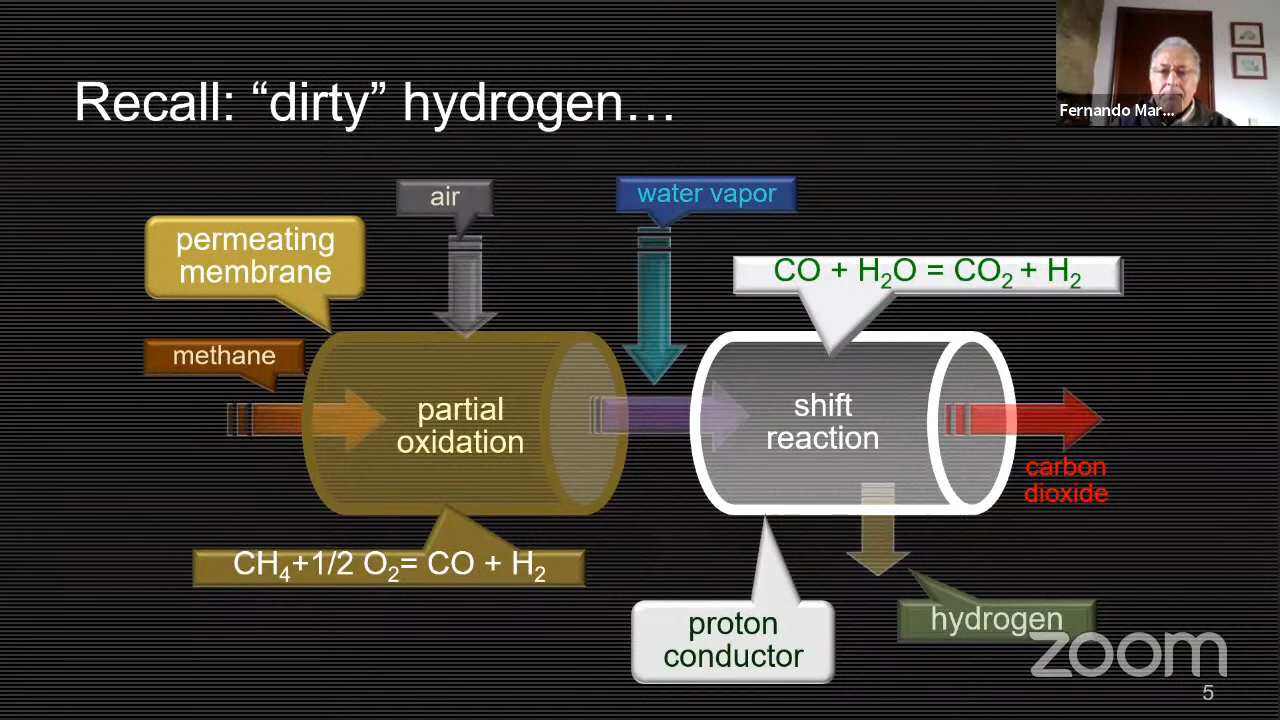 Recall: “dirty” hydrogen…
Fernando Mar...
air
water vapor
permeating
membrane
CO + H₂O = CO₂ + H₂
methane
partial
oxidation
shift
reaction
carbon
dioxide
CH₄+1/2 O₂= CO + H₂
proton
conductor
hydrogen
zoom
5